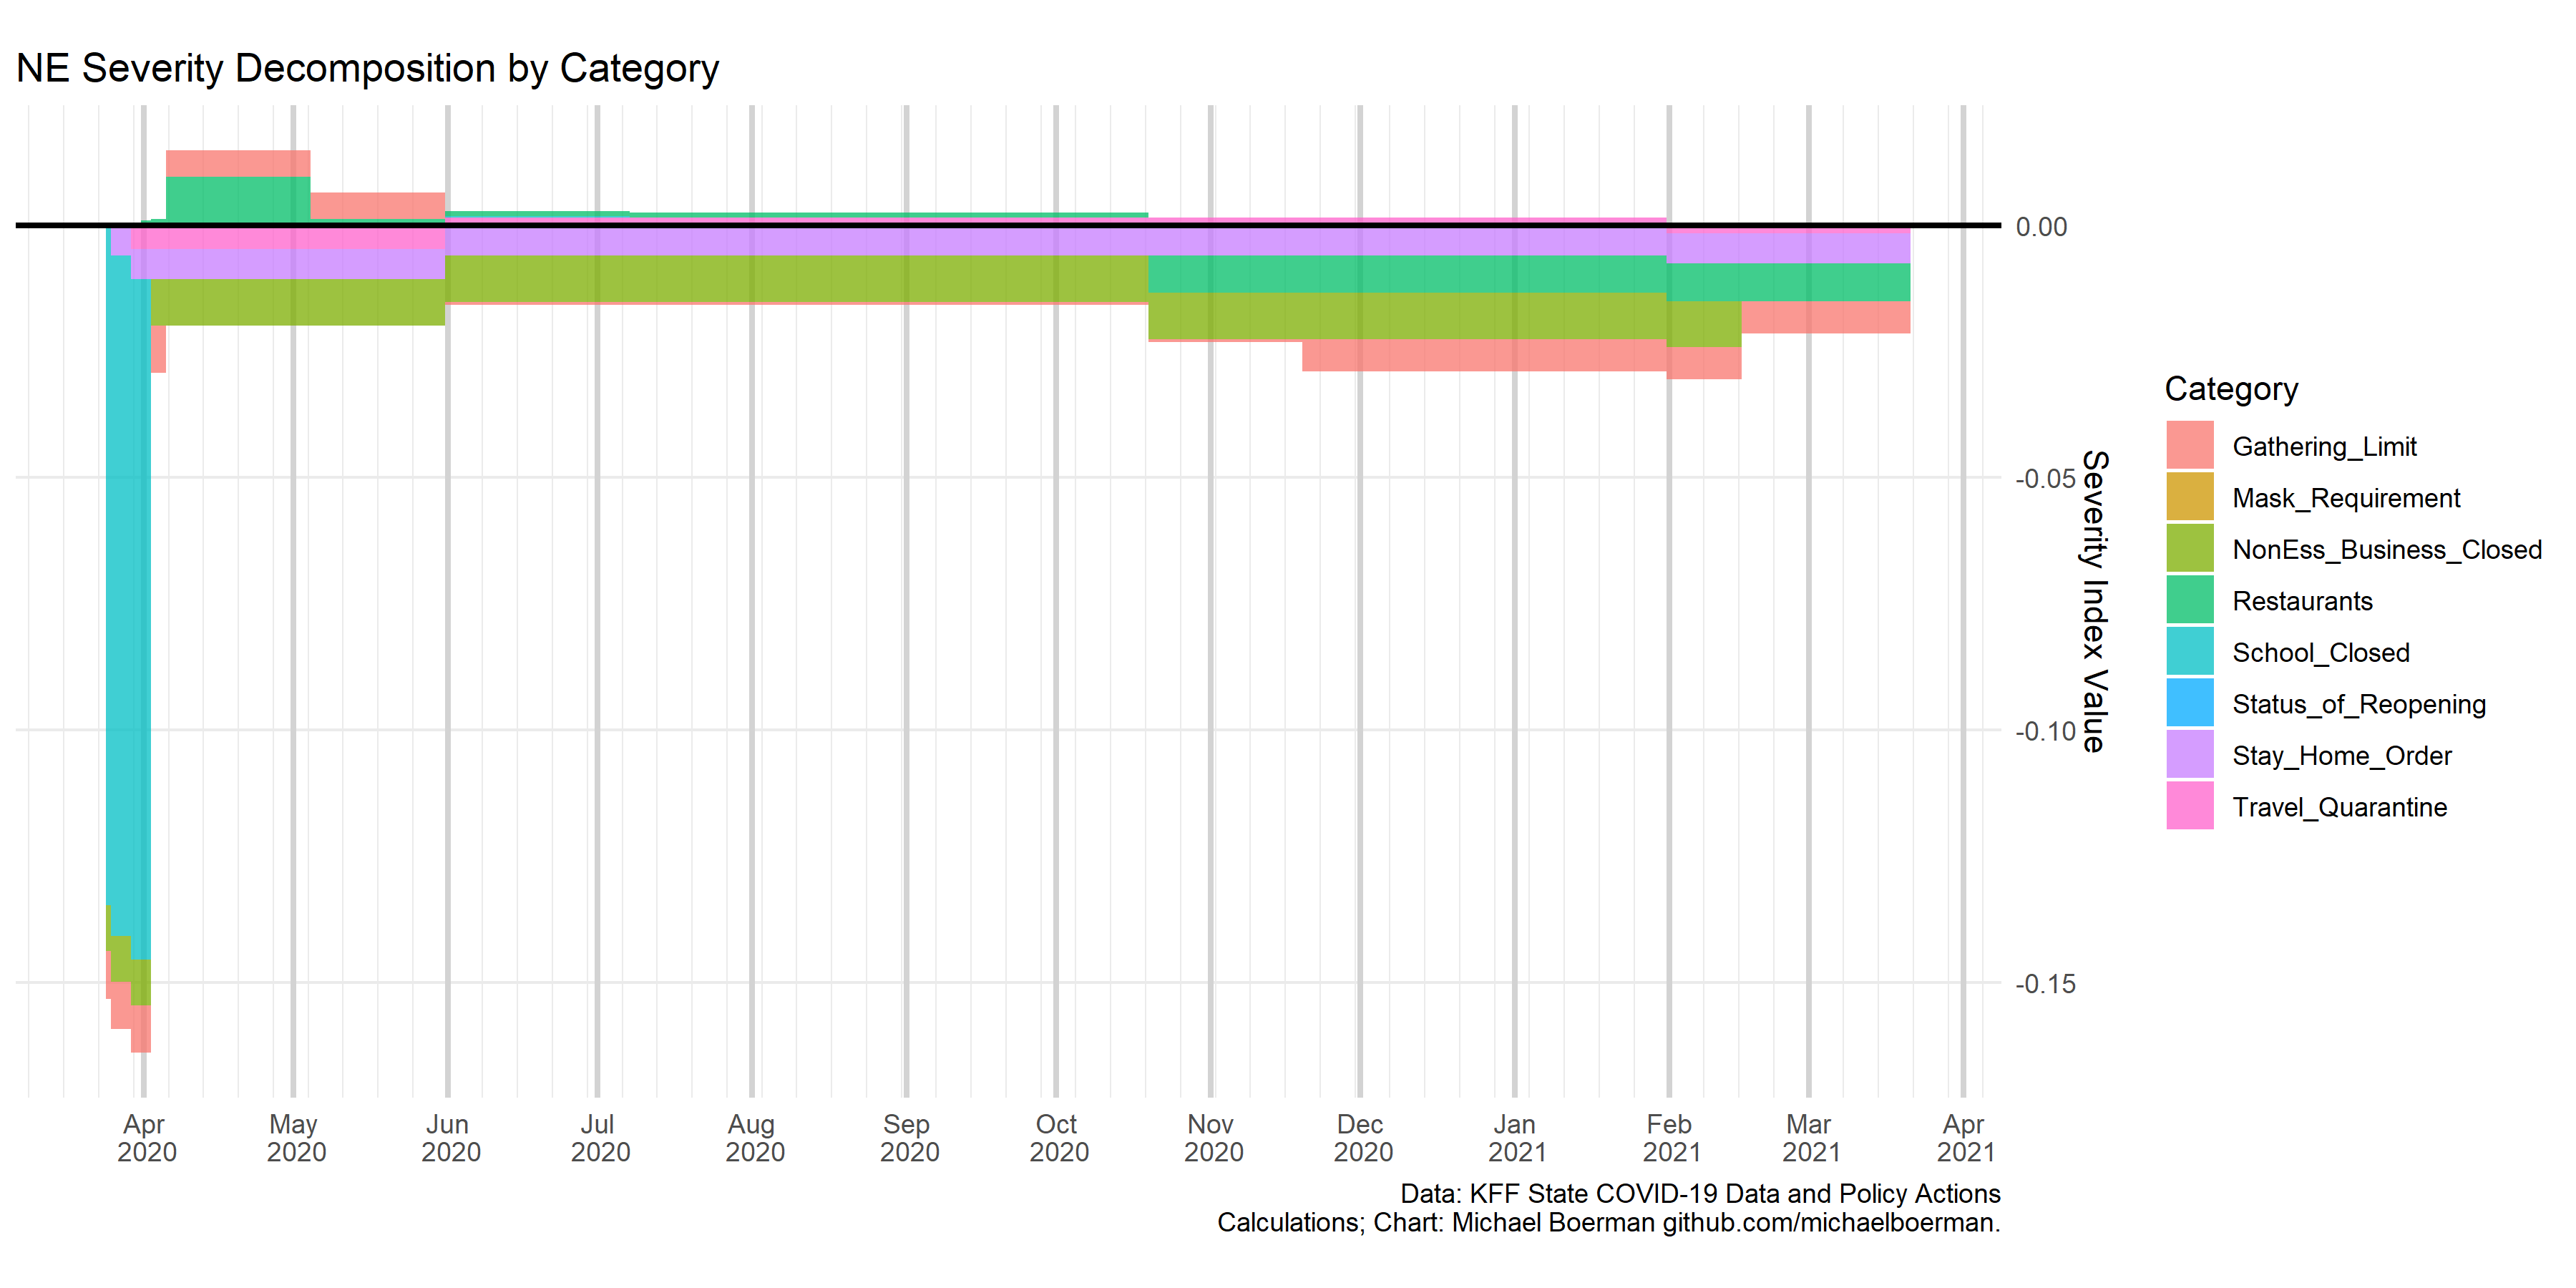 NE Severity Decomposition by Category
0.00
-0.05
-0.10
-0.15
Severity Index Value
Apr
2020
May
2020
Jun
2020
Jul
2020
Aug
2020
Sep
2020
Oct
2020
Nov
2020
Dec
2020
Jan
2021
Feb
2021
Mar
2021
Apr
2021
Category
Gathering_Limit
Mask_Requirement
NonEss_Business_Closed
Restaurants
School_Closed
Status_of_Reopening
Stay_Home_Order
Travel_Quarantine
Data: KFF State COVID-19 Data and Policy Actions
Calculations; Chart: Michael Boerman github.com/michaelboerman.